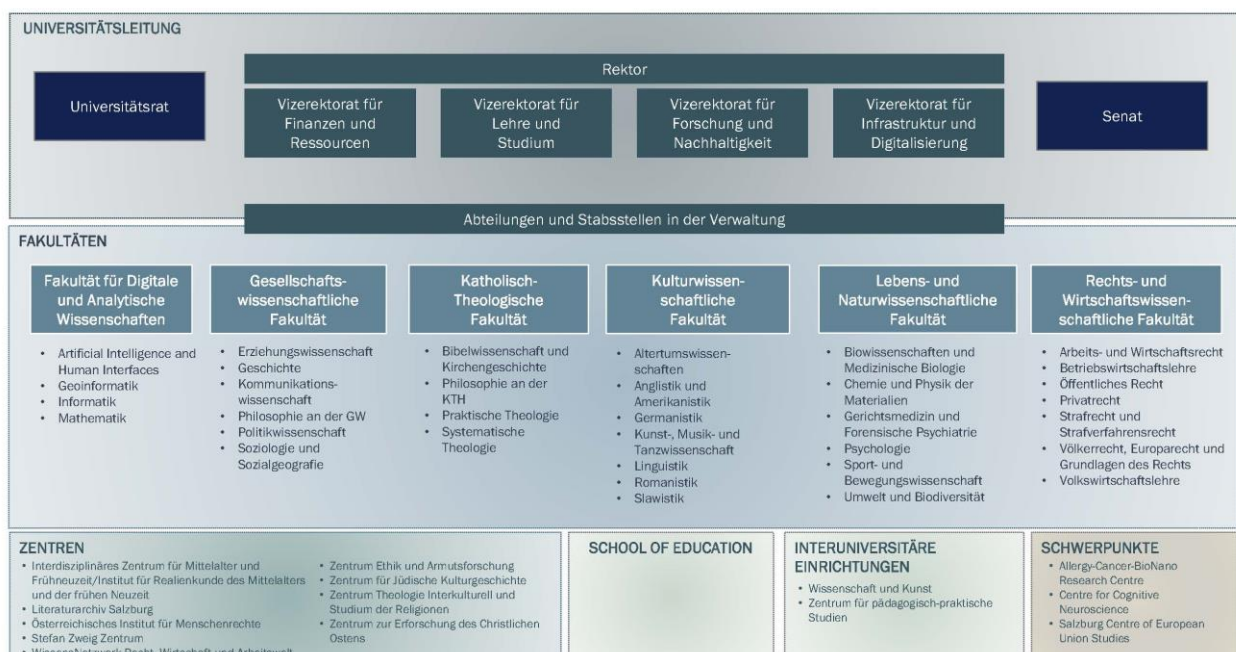 UNIVERSITÄTSLEITUNG
Universitätsrat
Rektor
Vizerektorat für
Finanzen und
Ressourcen
Vizerektorat für
Lehre und
Studium
Vizerektorat für
Forschung und
Nachhaltigkeit
Vizerektorat für
Infrastruktur und
Digitalisierung
Senat
Abteilungen und Stabsstellen in der Verwaltung
FAKULTÄTEN
Fakultät für Digitale
und Analytische
Wissenschaften
• Artificial Intelligence and
Human Interfaces
• Geoinformatik
• Informatik
• Mathematik
Gesellschafts-
wissenschaftliche
Fakultät
• Erziehungswissenschaft
• Geschichte
• Kommunikations-
wissenschaft
• Philosophie an der GW
• Politikwissenschaft
• Soziologie und
Sozialgeografie
Katholisch-
Theologische
Fakultät
• Bibelwissenschaft und
Kirchengeschichte
• Philosophie an der
KTH
• Praktische Theologie
• Systematische
Theologie
Kulturwissen-
schaftliche
Fakultät
• Altertumswissen-
schaften
• Anglistik und
Amerikanistik
• Germanistik
• Kunst-, Musik- und
Tanzwissenschaft
• Linguistik
• Romanistik
• Slawistik
Lebens- und
Naturwissenschaftliche
Fakultät
• Biowissenschaften und
Medizinische Biologie
• Chemie und Physik der
Materialien
• Gerichtsmedizin und
Forensische Psychiatrie
• Psychologie
• Sport- und
Bewegungswissenschaft
• Umwelt und Biodiversität
Rechts- und
Wirtschaftswissen-
schaftliche Fakultät
• Arbeits- und Wirtschaftsrecht
• Betriebswirtschaftslehre
• Öffentliches Recht
• Privatrecht
• Strafrecht und
Strafverfahrensrecht
• Völkerrecht, Europarecht und
Grundlagen des Rechts
• Volkswirtschaftslehre
ZENTREN
• Interdisziplinäres Zentrum für Mittelalter und
Frühneuzeit/Institut für Realienkunde des Mittelalters
und der frühen Neuzeit
• Literaturarchiv Salzburg
• Österreichisches Institut für Menschenrechte
• Stefan Zweig Zentrum
• WissensNetzwerk Recht, Wirtschaft und Arbeitswelt
• Zentrum Ethik und Armutsforschung
• Zentrum für Jüdische Kulturgeschichte
• Zentrum Theologie Interkulturell und
Studium der Religionen
• Zentrum zur Erforschung des Christlichen
Ostens
SCHOOL OF EDUCATION
INTERUNIVERSITÄRE
EINRICHTUNGEN
• Wissenschaft und Kunst
• Zentrum für pädagogisch-praktische
Studien
SCHWERPUNKTE
• Allergy-Cancer-BioNano
Research Centre
• Centre for Cognitive
Neuroscience
• Salzburg Centre of European
Union Studies